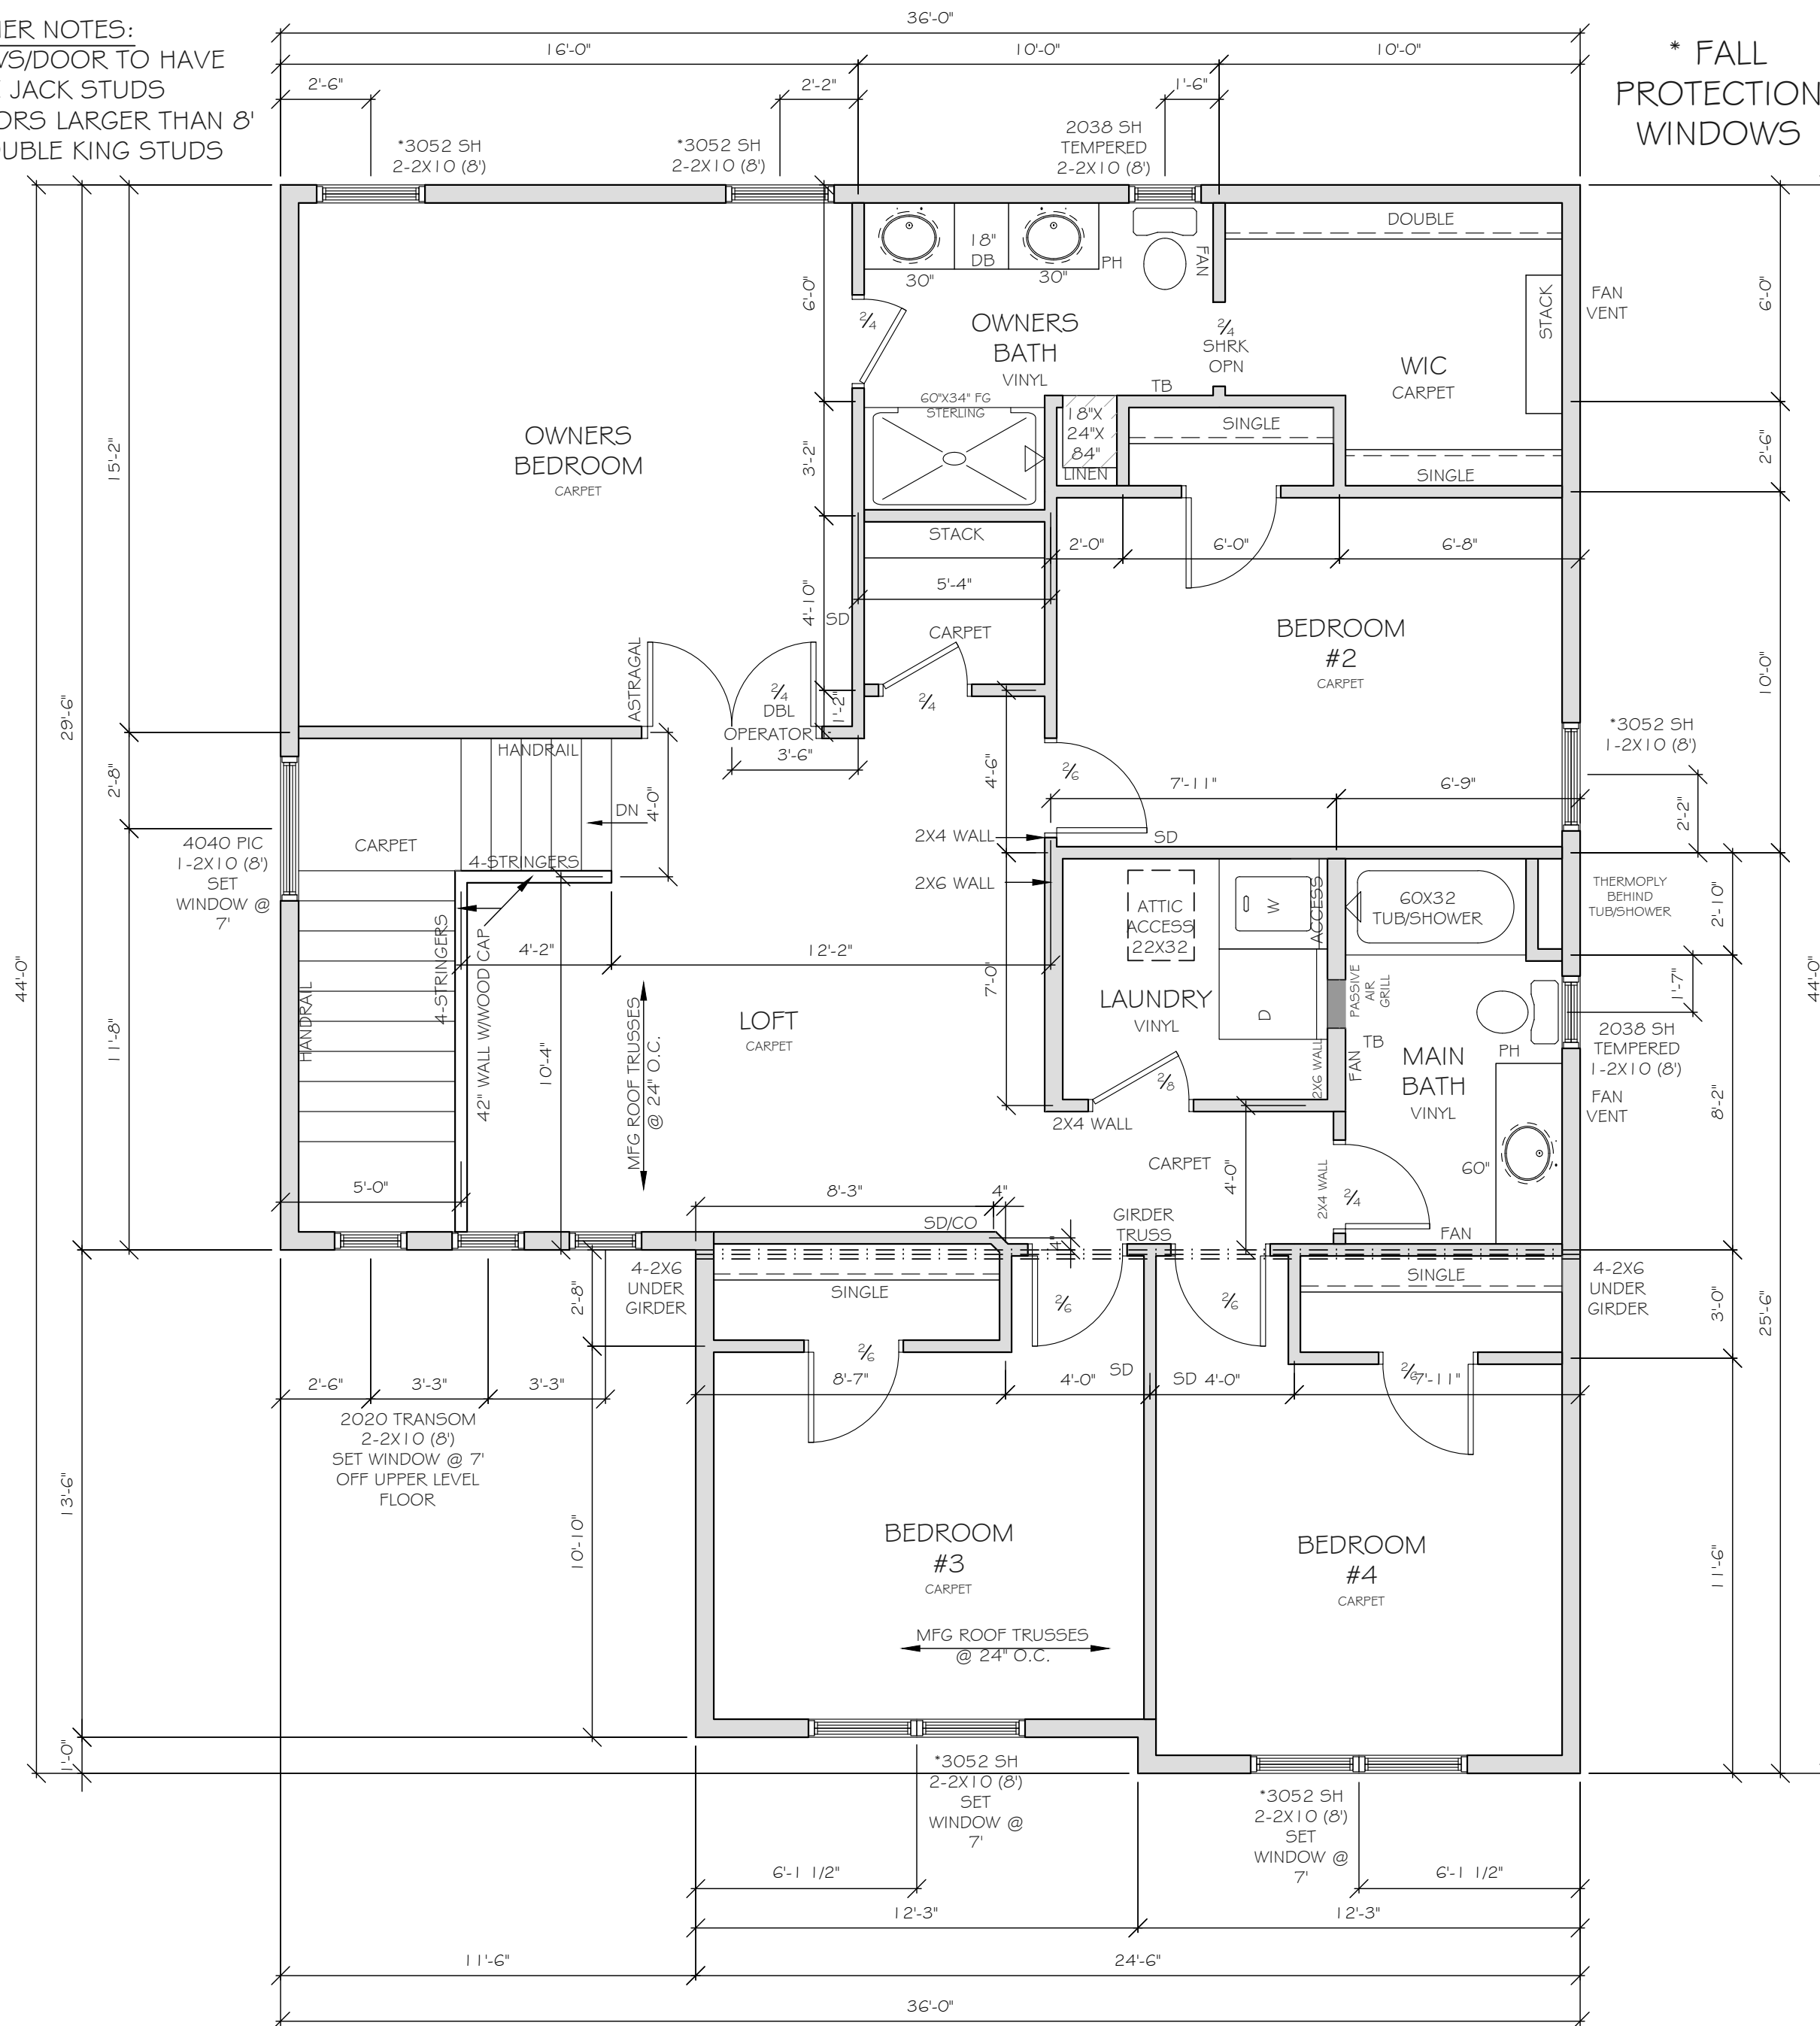 ER NOTES:
WS/DOOR TO HAVE
JACK STUDS
ORS LARGER THAN 8'
OUBLE KING STUDS
* FALL
PROTECTION
WINDOWS
36'-0"
16'-0"
10'-0"
10'-0"
2'-6"
2'-2"
1'-6"
*3052 SH
2-2X10 (8')
*3052 SH
2-2X10 (8')
2038 SH
TEMPERED
2-2X10 (8')
DOUBLE
18"
DB
30"
30"
PH
FAN
STACK
FAN
VENT
6'-0"
6'-0"
2/4
OWNERS
BATH
VINYL
2/4
SHRK
OPN
WIC
CARPET
TB
60"X34" FG
STERLING
18"X
24"X
84"
LINEN
SINGLE
SINGLE
2'-6"
15'-2"
OWNERS
BEDROOM
CARPET
3'-2"
STACK
2'-0"
6'-0"
6'-8"
5'-4"
4'-10"
SD
CARPET
2/4
BEDROOM
#2
CARPET
10'-0"
ASTRAGAL
2/4
DBL
OPERATOR
1'-2"
3'-6"
29'-6"
2'-8"
HANDRAIL
DN
4'-0"
4'-6"
2/6
7'-11"
6'-9"
*3052 SH
1-2X10 (8')
2'-2"
4040 PIC
1-2X10 (8')
SET
WINDOW @
7'
CARPET
4-STRINGERS
2X4 WALL
SD
2X6 WALL
4-STRINGERS
42" WALL W/WOOD CAP
4'-2"
12'-2"
ATTIC
ACCESS
22X32
W
ACCESS
60X32
TUB/SHOWER
THERMOPLY
BEHIND
TUB/SHOWER
2'-10"
44'-0"
44'-0"
11'-8"
HANDRAIL
10'-4"
MFG ROOF TRUSSES
@ 24" O.C.
LOFT
CARPET
7'-0"
LAUNDRY
VINYL
D
PASSIVE
AIR
GRILL
1'-7"
2038 SH
TEMPERED
1-2X10 (8')
TB
PH
MAIN
BATH
VINYL
FAN
2X6 WALL
2/8
2X4 WALL
FAN
VENT
8'-2"
5'-0"
8'-3"
4"
CARPET
4'-0"
2X4 WALL
2/4
60"
SD/CO
GIRDER
TRUSS
4"
FAN
4-2X6
UNDER
GIRDER
2'-8"
SINGLE
2/6
2/6
SINGLE
4-2X6
UNDER
GIRDER
3'-0"
25'-6"
2/6
8'-7"
4'-0"
SD
SD
4'-0"
2/6
7'-11"
2'-6"
3'-3"
3'-3"
2020 TRANSOM
2-2X10 (8')
SET WINDOW @ 7'
OFF UPPER LEVEL
FLOOR
13'-6"
10'-10"
BEDROOM
#3
CARPET
BEDROOM
#4
CARPET
11'-6"
MFG ROOF TRUSSES
@ 24" O.C.
1'-0"
*3052 SH
2-2X10 (8')
SET
WINDOW @
7'
*3052 SH
2-2X10 (8')
SET
WINDOW @
7'
6'-1 1/2"
6'-1 1/2"
12'-3"
12'-3"
11'-6"
24'-6"
36'-0"